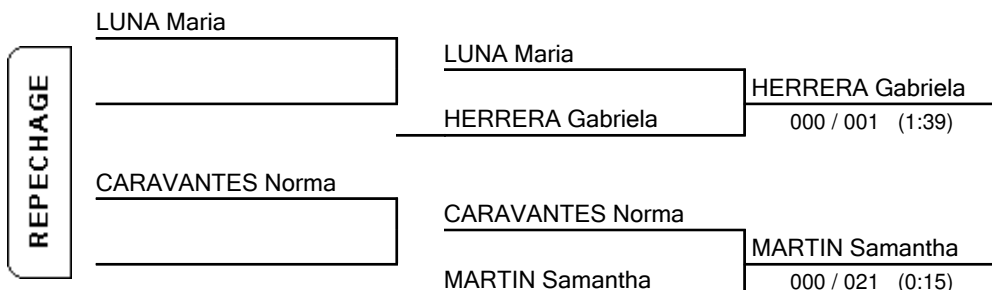 REPECHAGE
LUNA Maria
LUNA Maria
HERRERA Gabriela
HERRERA Gabriela
000 / 001 (1:39)
CARAVANTES Norma
CARAVANTES Norma
MARTIN Samantha
MARTIN Samantha
000 / 021 (0:15)